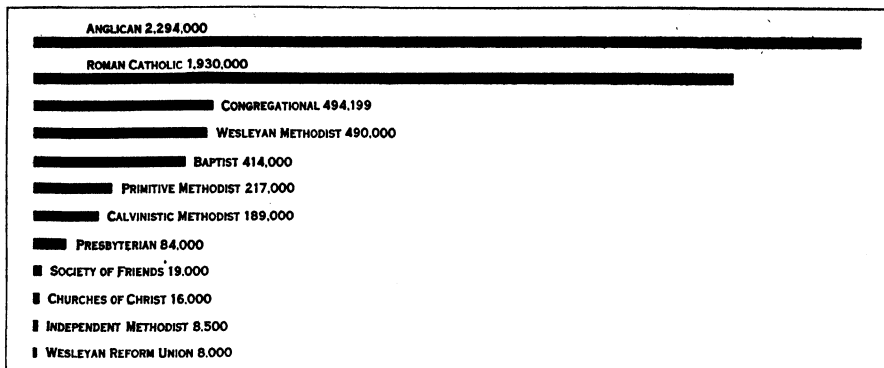 ANGLICAN 2,294,000
ROMAN CATHOLIC 1,930,000
CONGREGATIONAL 494,199
WESLEYAN METHODIST 490,000
BAPTIST 414,000
PRIMITIVE METHODIST 217,000
CALVINISTIC METHODIST 189,000
PRESBYTERIAN 84,000
SOCIETY OF FRIENDS 19,000
CHURCHES OF CHRIST 16,000
INDEPENDENT METHODIST 8,500
WESLEYAN REFORM UNION 8,000